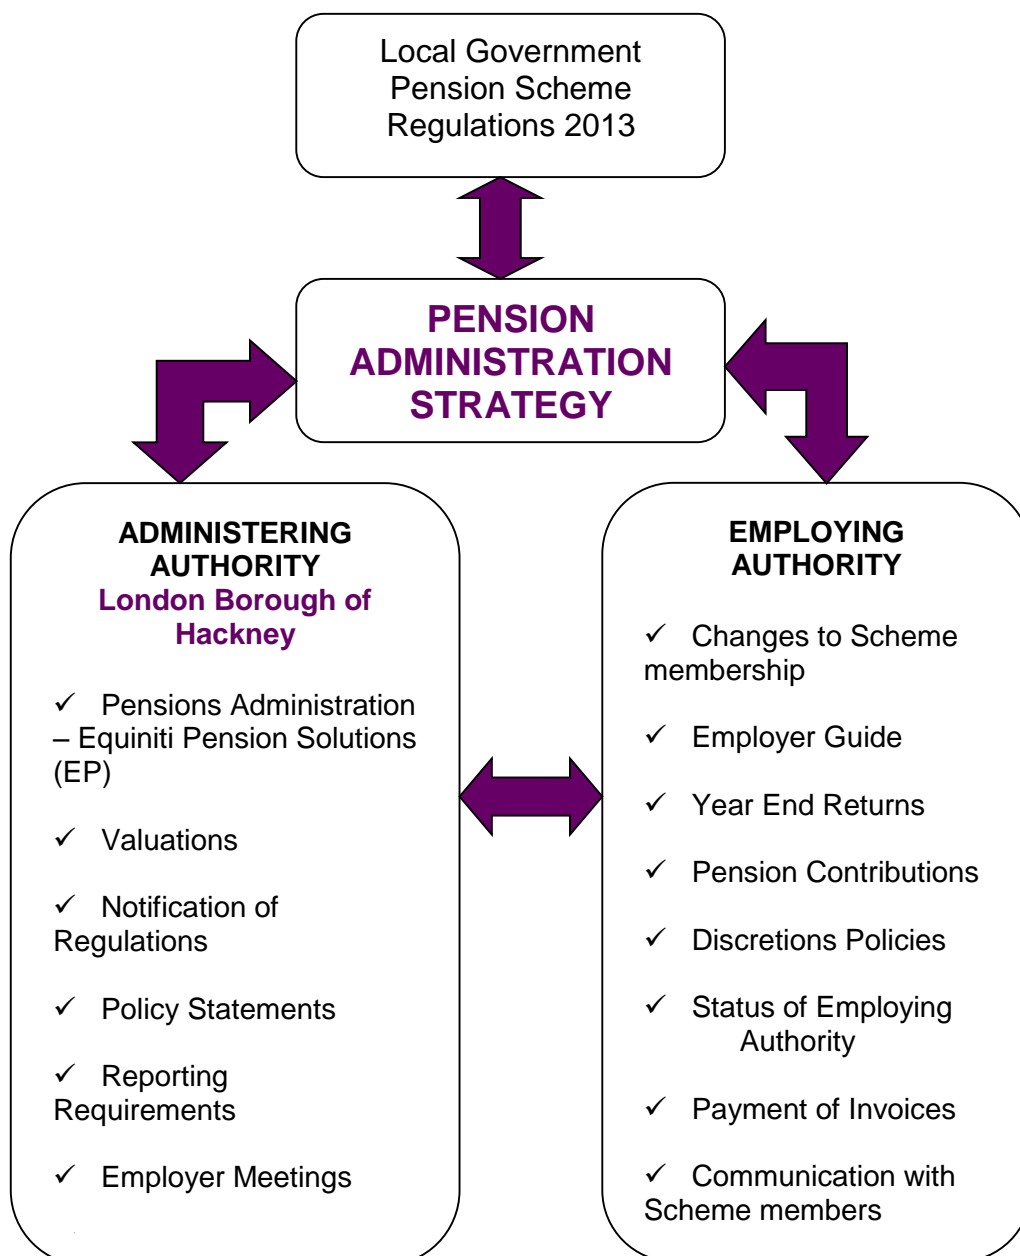 Local Government
Pension Scheme
Regulations 2013
PENSION
ADMINISTRATION
STRATEGY
ADMINISTERING
AUTHORITY
London Borough of
Hackney
✓ Pensions Administration
– Equiniti Pension Solutions
(EP)
✓ Valuations
✓ Notification of
Regulations
✓ Policy Statements
✓ Reporting
Requirements
✓ Employer Meetings
EMPLOYING
AUTHORITY
✓ Changes to Scheme
membership
✓ Employer Guide
✓ Year End Returns
✓ Pension Contributions
✓ Discretions Policies
✓ Status of Employing
Authority
✓ Payment of Invoices
✓ Communication with
Scheme members